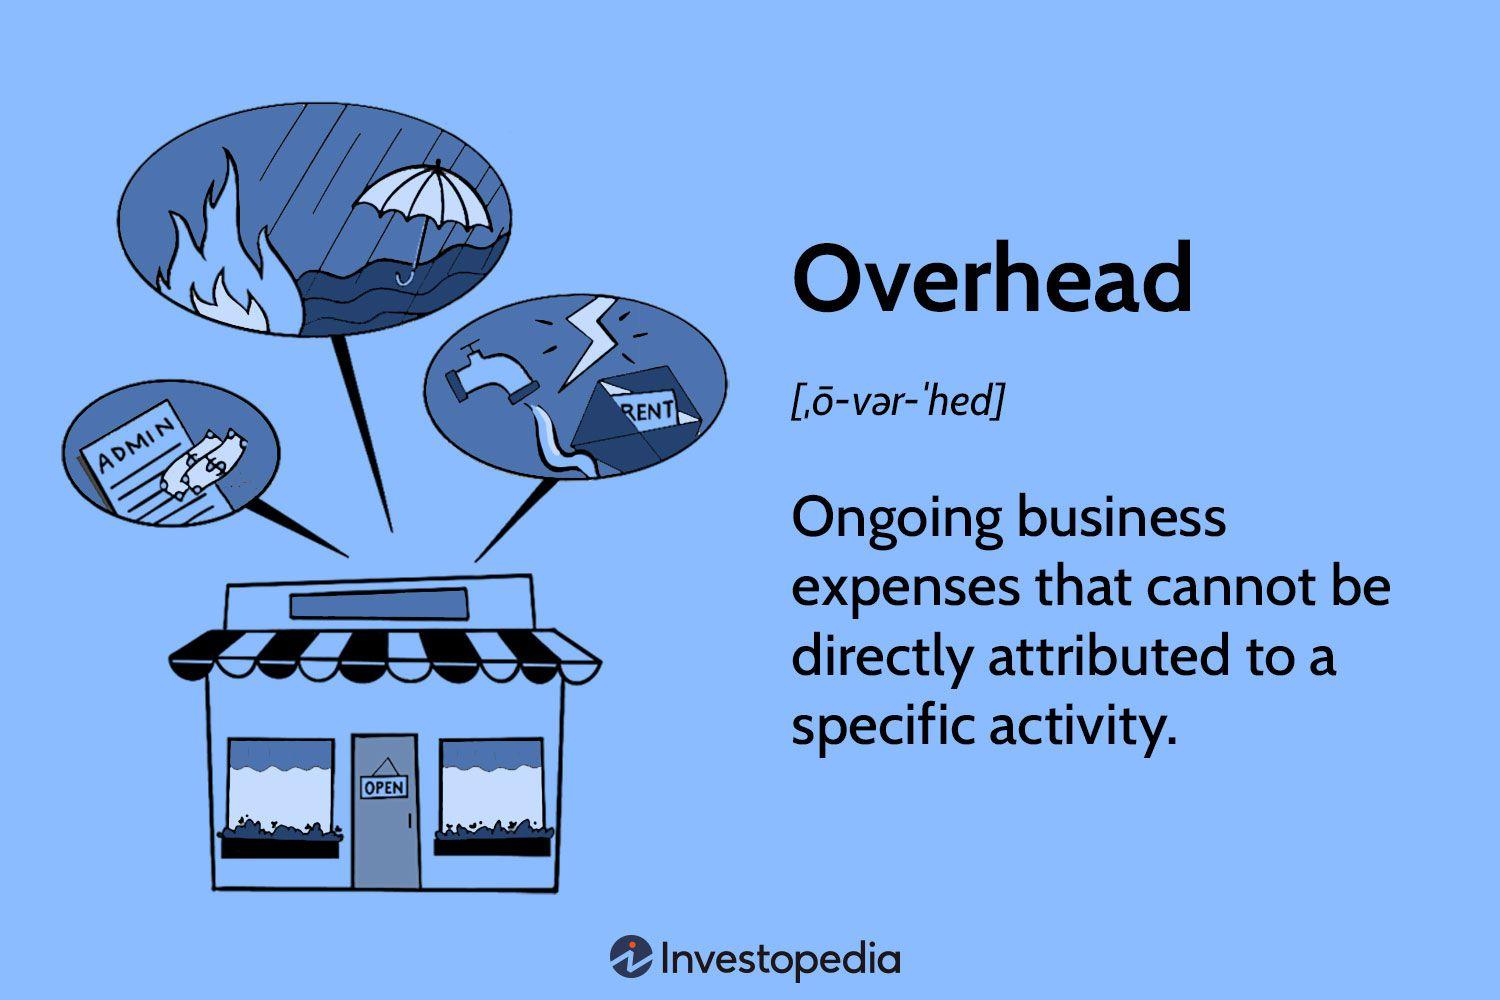 Overhead
[ˌō-vər-ˈhed]
Ongoing business
expenses that cannot be
directly attributed to a
specific activity.
ADMIN
RENT
OPEN
Investopedia